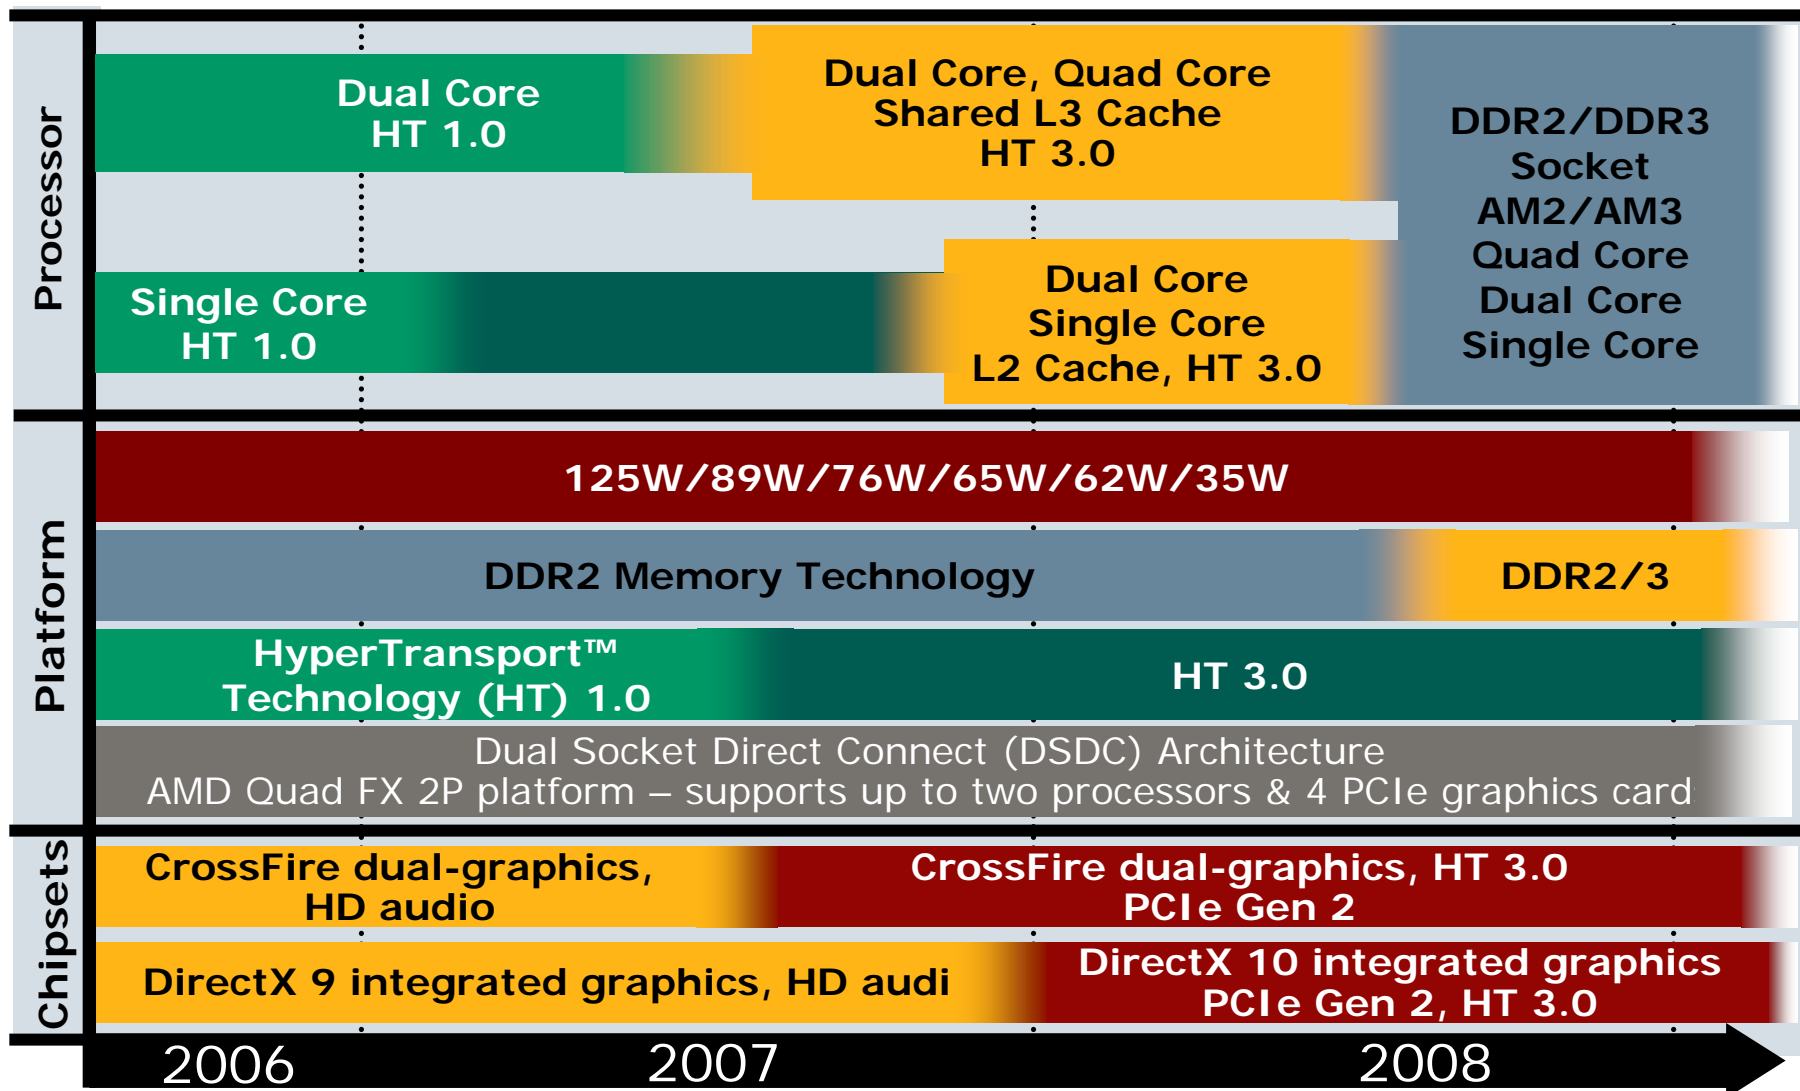 Processor
Dual Core
HT 1.0
Dual Core, Quad Core
Shared L3 Cache
HT 3.0
DDR2/DDR3
Socket
AM2/AM3
Quad Core
Dual Core
Single Core
Single Core
HT 1.0
Dual Core
Single Core
L2 Cache, HT 3.0
Platform
125W/89W/76W/65W/62W/35W
DDR2 Memory Technology
DDR2/3
HyperTransport™
Technology (HT) 1.0
HT 3.0
Dual Socket Direct Connect (DSDC) Architecture
AMD Quad FX 2P platform – supports up to two processors & 4 PCIe graphics card
Chipsets
CrossFire dual-graphics,
HD audio
CrossFire dual-graphics, HT 3.0
PCIe Gen 2
DirectX 9 integrated graphics, HD audi
DirectX 10 integrated graphics
PCIe Gen 2, HT 3.0
2006
2007
2008